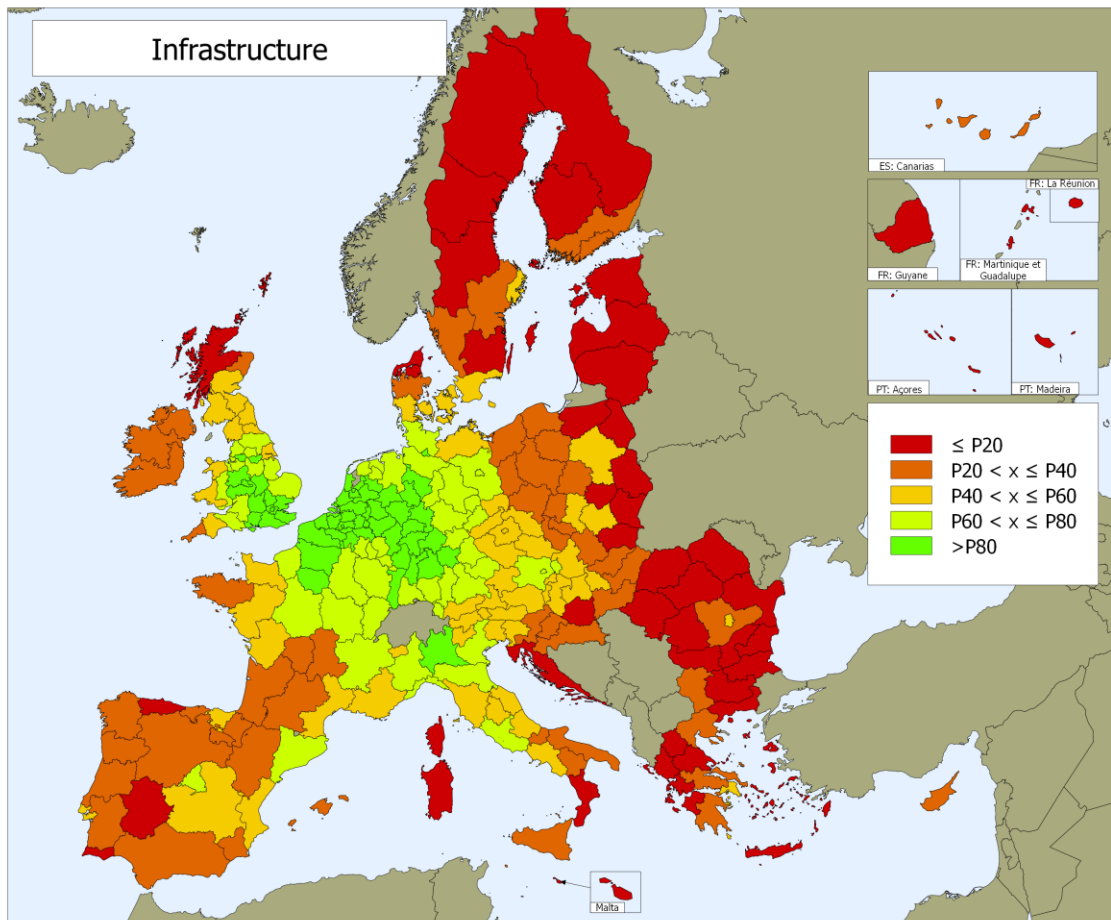 Infrastructure
ES: Canarias
FR: La Réunion
FR: Guyane
FR: Martinique et
Guadalupe
PT: Açores
PT: Madeira
≤ P20
P20 < x ≤ P40
P40 < x ≤ P60
P60 < x ≤ P80
>P80
Malta